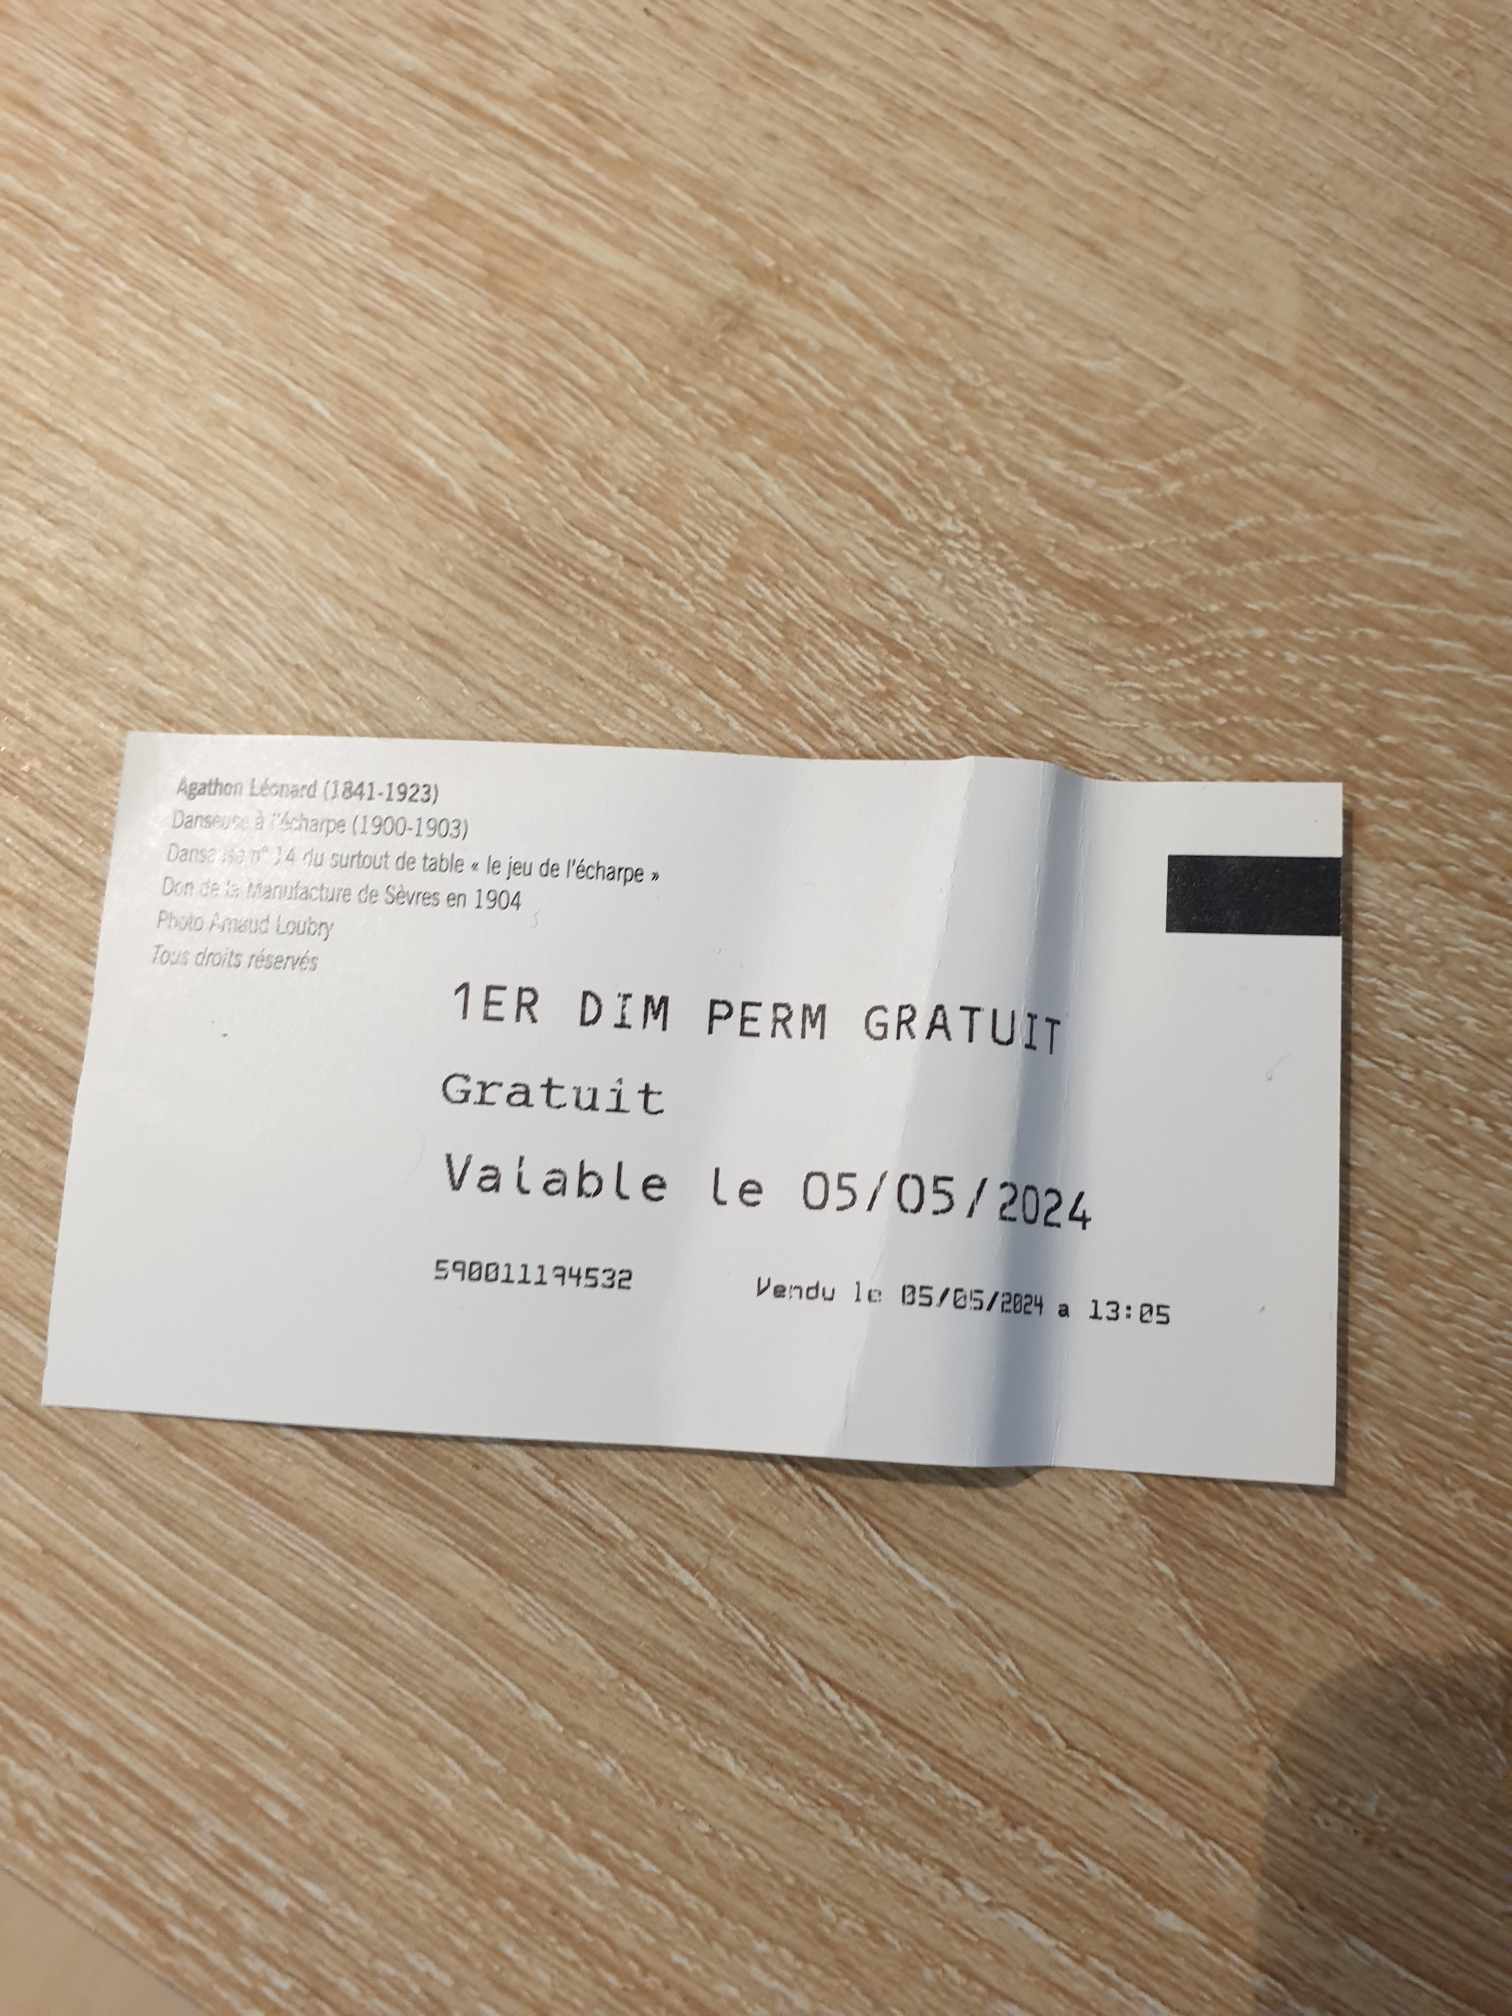 Agathon Léonard (1841-1923)
Danseuse à l'écharpe (1900-1903)
Danseuse n° 14 du surtout de table « le jeu de l'écharpe »
Don de la Manufacture de Sèvres en 1904
Photo Arnaud Loubry
Tous droits réservés
1ER DIM PERM GRATUIT
Gratuit
Valable le 05/05/2024
590011194532 Vendu le 05/05/2024 a 13:05